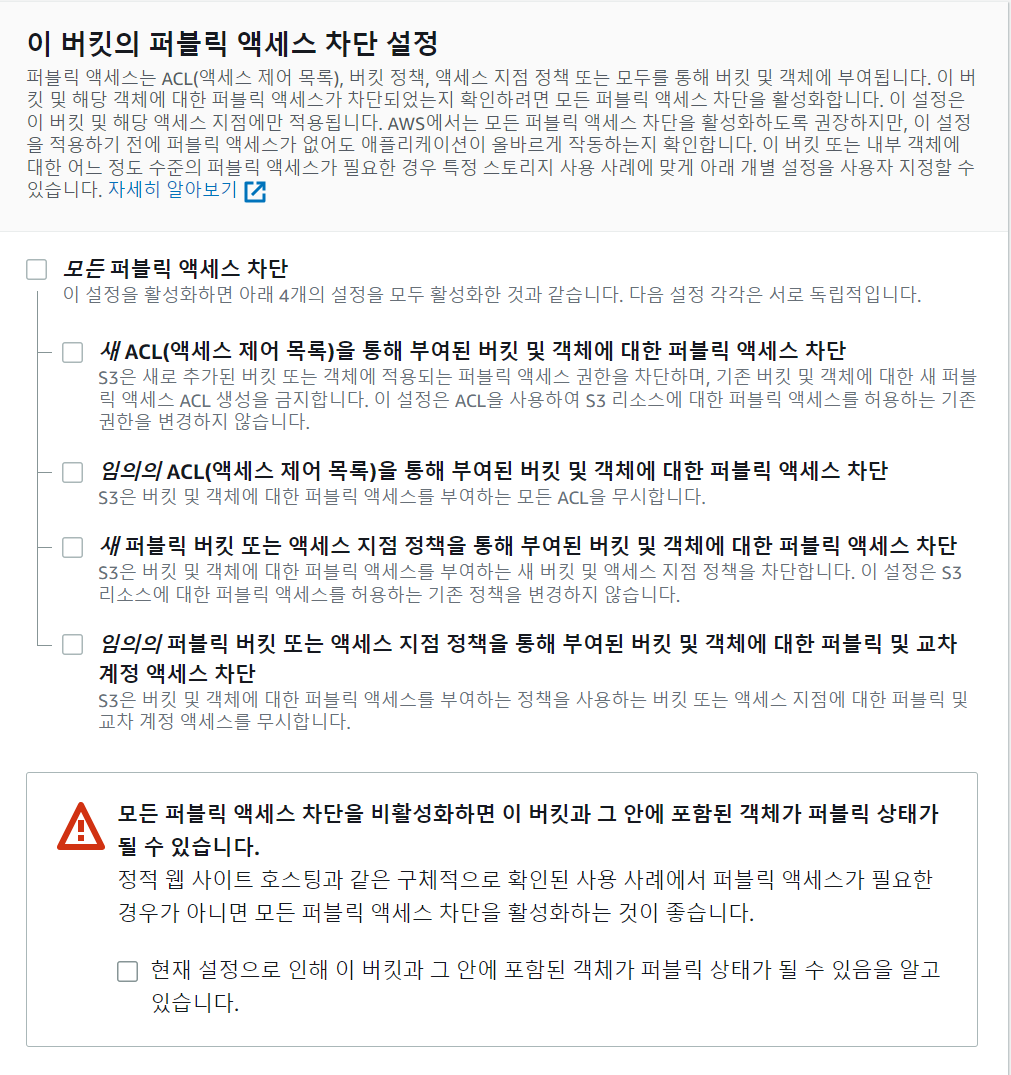 이 버킷의 퍼블릭 액세스 차단 설정
퍼블릭 액세스는 ACL(액세스 제어 목록), 버킷 정책, 액세스 지점 정책 또는 모두를 통해 버킷 및 객체에 부여됩니다. 이 버
킷 및 해당 객체에 대한 퍼블릭 액세스가 차단되었는지 확인하려면 모든 퍼블릭 액세스 차단을 활성화합니다. 이 설정은
이 버킷 및 해당 액세스 지점에만 적용됩니다. AWS에서는 모든 퍼블릭 액세스 차단을 활성화하도록 권장하지만, 이 설정
을 적용하기 전에 퍼블릭 액세스가 없어도 애플리케이션이 올바르게 작동하는지 확인합니다. 이 버킷 또는 내부 객체에
대한 어느 정도 수준의 퍼블릭 액세스가 필요한 경우 특정 스토리지 사용 사례에 맞게 아래 개별 설정을 사용자 지정할 수
있습니다. 자세히 알아보기
모든 퍼블릭 액세스 차단
이 설정을 활성화하면 아래 4개의 설정을 모두 활성화한 것과 같습니다. 다음 설정 각각은 서로 독립적입니다.
새 ACL(액세스 제어 목록)을 통해 부여된 버킷 및 객체에 대한 퍼블릭 액세스 차단
S3은 새로 추가된 버킷 또는 객체에 적용되는 퍼블릭 액세스 권한을 차단하며, 기존 버킷 및 객체에 대한 새 퍼블
릭 액세스 ACL 생성을 금지합니다. 이 설정은 ACL을 사용하여 S3 리소스에 대한 퍼블릭 액세스를 허용하는 기존
권한을 변경하지 않습니다.
임의의 ACL(액세스 제어 목록)을 통해 부여된 버킷 및 객체에 대한 퍼블릭 액세스 차단
S3은 버킷 및 객체에 대한 퍼블릭 액세스를 부여하는 모든 ACL을 무시합니다.
새 퍼블릭 버킷 또는 액세스 지점 정책을 통해 부여된 버킷 및 객체에 대한 퍼블릭 액세스 차단
S3은 버킷 및 객체에 대한 퍼블릭 액세스를 부여하는 새 버킷 및 액세스 지점 정책을 차단합니다. 이 설정은 S3
리소스에 대한 퍼블릭 액세스를 허용하는 기존 정책을 변경하지 않습니다.
임의의 퍼블릭 버킷 또는 액세스 지점 정책을 통해 부여된 버킷 및 객체에 대한 퍼블릭 및 교차
계정 액세스 차단
S3은 버킷 및 객체에 대한 퍼블릭 액세스를 부여하는 정책을 사용하는 버킷 또는 액세스 지점에 대한 퍼블릭 및
교차 계정 액세스를 무시합니다.
모든 퍼블릭 액세스 차단을 비활성화하면 이 버킷과 그 안에 포함된 객체가 퍼블릭 상태가
될 수 있습니다.
정적 웹 사이트 호스팅과 같은 구체적으로 확인된 사용 사례에서 퍼블릭 액세스가 필요한
경우가 아니면 모든 퍼블릭 액세스 차단을 활성화하는 것이 좋습니다.
현재 설정으로 인해 이 버킷과 그 안에 포함된 객체가 퍼블릭 상태가 될 수 있음을 알고
있습니다.